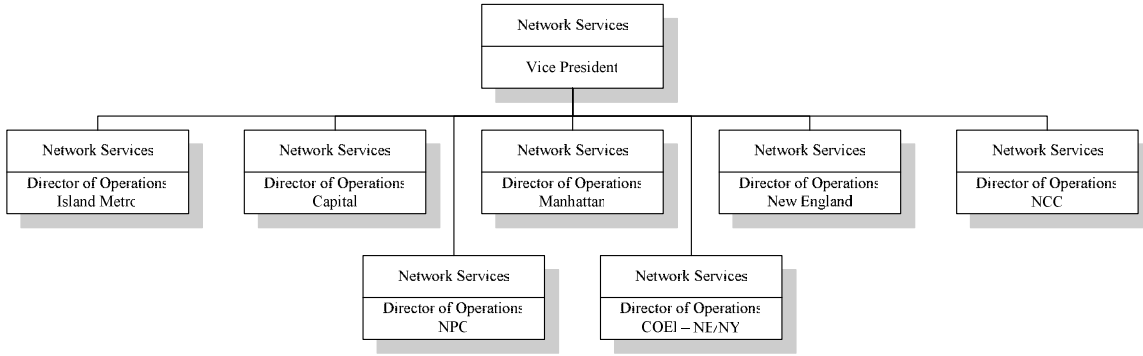 Network Services
Vice President
Network Services
Director of Operations
Island Metro
Network Services
Director of Operations
Capital
Network Services
Director of Operations
Manhattan
Network Services
Director of Operations
New England
Network Services
Director of Operations
NCC
Network Services
Director of Operations
NPC
Network Services
Director of Operations
COEI – NE/NY